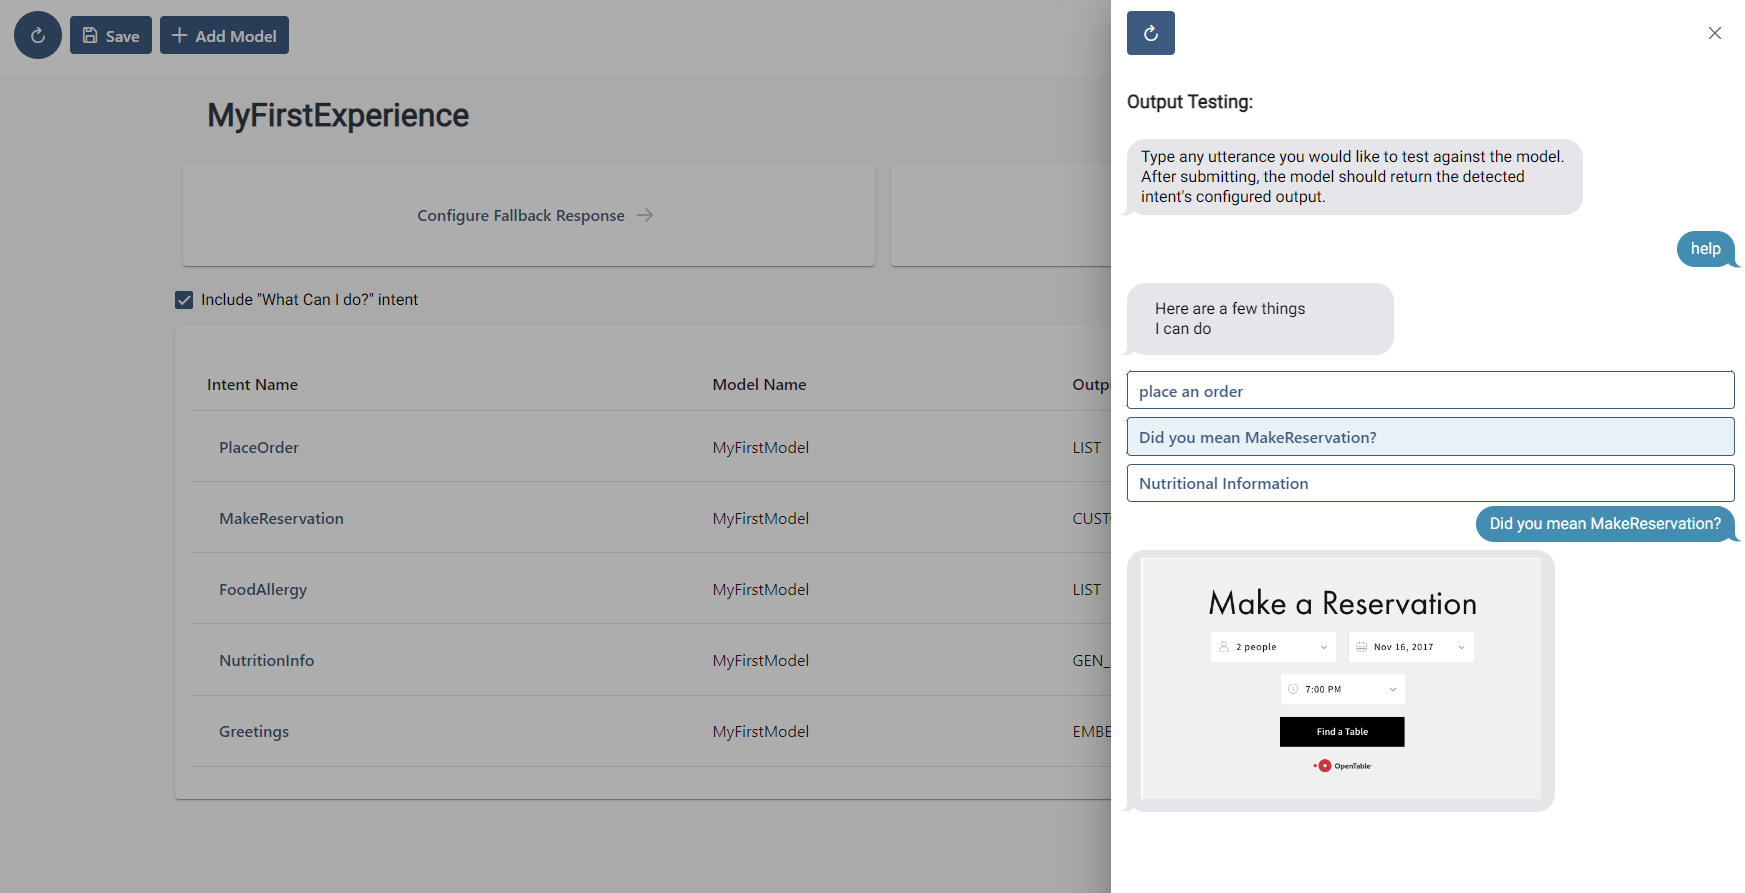 Save
Add Model
MyFirstExperience
Configure Fallback Response
Include "What Can I do?" intent
Intent Name
Model Name
Outp
PlaceOrder
MyFirstModel
LIST
MakeReservation
MyFirstModel
CUST
FoodAllergy
MyFirstModel
LIST
NutritionInfo
MyFirstModel
GEN_
Greetings
MyFirstModel
EMBE
Output Testing:
Type any utterance you would like to test against the model.
After submitting, the model should return the detected
intent's configured output.
help
Here are a few things
I can do
place an order
Did you mean MakeReservation?
Nutritional Information
Did you mean MakeReservation?
Make a Reservation
2 people
Nov 16, 2017
7:00 PM
Find a Table
OpenTable